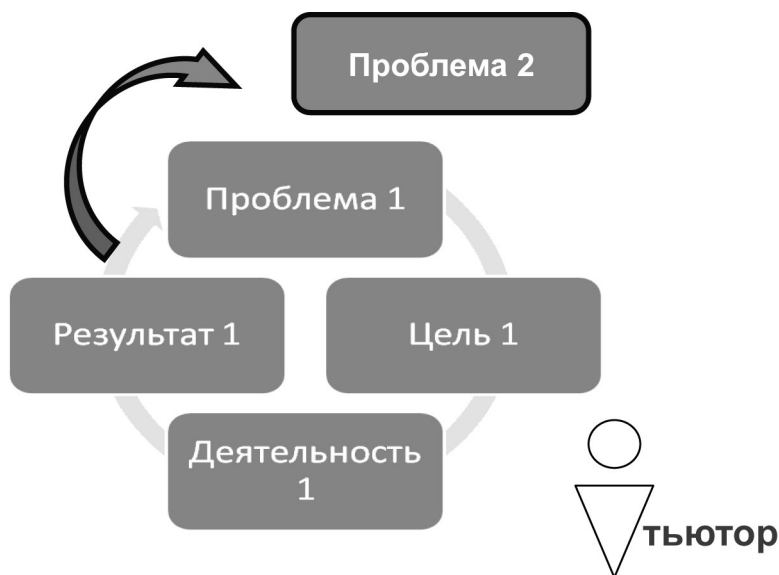 Проблема 2
Проблема 1
Результат 1
Цель 1
Деятельность
1
тьютор